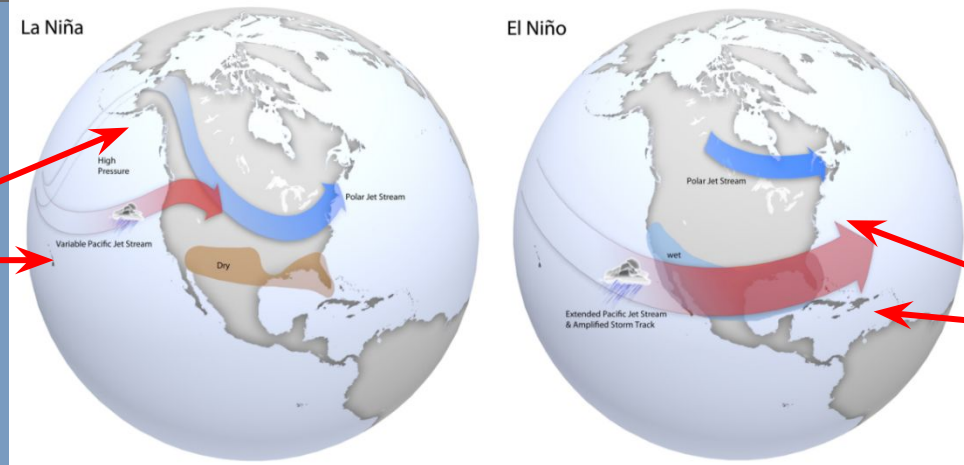 La Niña
High
Pressure
Polar Jet Stream
Variable Pacific Jet Stream
Dry
El Niño
Polar Jet Stream
wet
Extended Pacific Jet Stream
& Amplified Storm Track